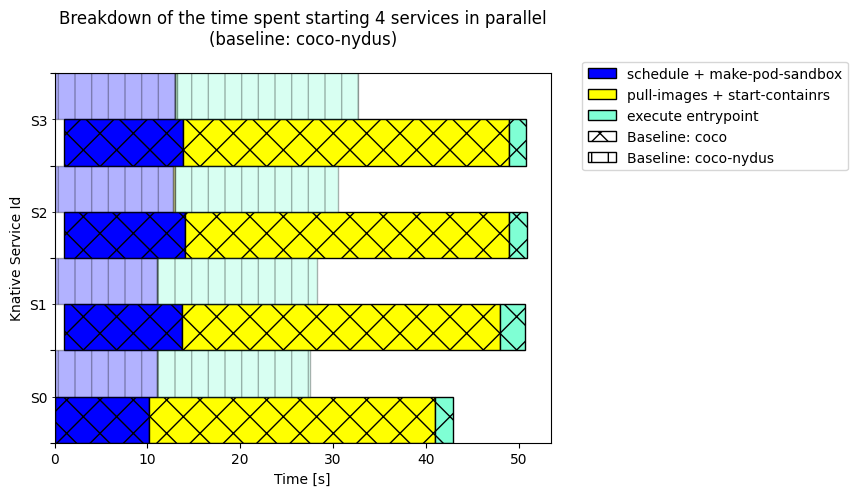 Breakdown of the time spent starting 4 services in parallel
(baseline: coco-nydus)
schedule + make-pod-sandbox
pull-images + start-containrs
execute entrypoint
Baseline: coco
Baseline: coco-nydus
Knative Service Id
S3
S2
S1
S0
0 10 20 30 40 50
Time [s]